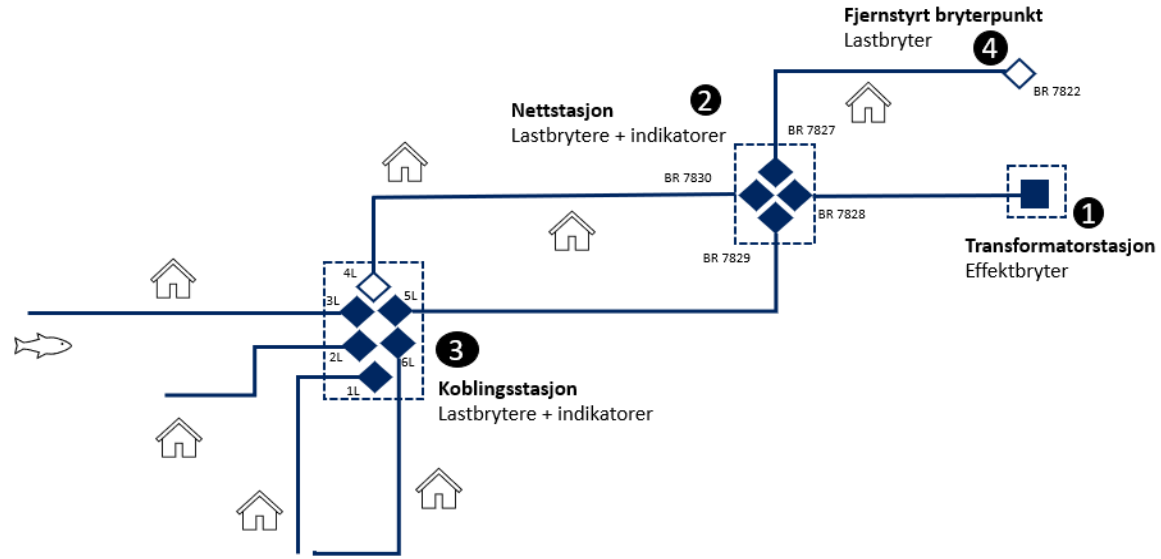 Fjernstyrt bryterpunkt
Lastbryter
4
BR 7822
Nettstasjon
Lastbrytere + indikatorer
2
BR 7827
BR 7830
BR 7828
BR 7829
1
Transformatorstasjon
Effektbryter
4L
3L
5L
2L
6L
1L
3
Koblingsstasjon
Lastbrytere + indikatorer